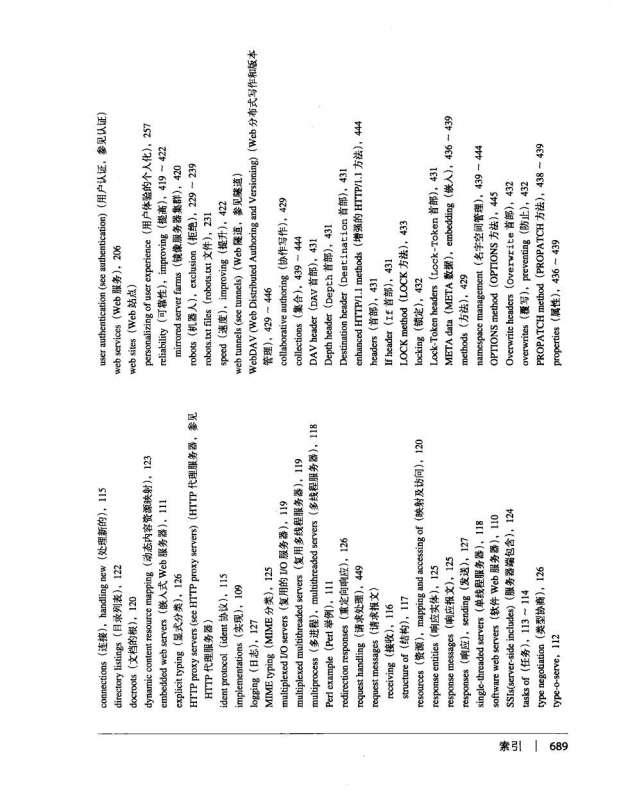 connections（连接），handling new（处理新的），115
directory listings（目录列表），122
docroots（文档的根），120
dynamic content resource mapping（动态内容资源映射），123
embedded web servers（嵌入式 Web 服务器），111
explicit typing（显式分类），126
HTTP proxy servers (see HTTP proxy servers)（HTTP 代理服务器，参见
HTTP 代理服务器）
ident protocol（ident 协议），115
implementations（实现），109
logging（日志），127
MIME typing（MIME 分类），125
multiplexed I/O servers（复用的 I/O 服务器），119
multiplexed multithreaded servers（复用多线程服务器），119
multiprocess（多进程），multithreaded servers（多线程服务器），118
Perl example（Perl 举例），111
redirection responses（重定向响应），126
request handling（请求处理），449
request messages（请求报文）
receiving（接收），116
structure of（结构），117
resources（资源），mapping and accessing of（映射及访问），120
response entities（响应实体），125
response messages（响应报文），125
responses（响应），sending（发送），127
single-threaded servers（单线程服务器），118
software web servers（软件 Web 服务器），110
SSIs(server-side includes)（服务器端包含），124
tasks of（任务），113～114
type negotiation（类型协商），126
type-o-serve，112
user authentication (see authentication)（用户认证，参见认证）
web services（Web 服务），206
web sites（Web 站点）
personalizing of user experience（用户体验的个人化），257
reliability（可靠性），improving（提高），419～422
mirrored server farms（镜像服务器集群），420
robots（机器人），exclusion（拒绝），229～239
robots.txt files（robots.txt 文件），231
speed（速度），improving（提升），422
web tunnels (see tunnels)（Web 隧道，参见隧道）
WebDAV (Web Distributed Authoring and Versioning)（Web 分布式写作和版本
管理），429～446
collaborative authoring（协作写作），429
collections（集合），439～444
DAV header（DAV 首部），431
Depth header（Depth 首部），431
Destination header（Destination 首部），431
enhanced HTTP/1.1 methods（增强的 HTTP/1.1 方法），444
headers（首部），431
If header（If 首部），431
LOCK method（LOCK 方法），433
locking（锁定），432
Lock-Token headers（Lock-Token 首部），431
META data（META 数据），embedding（嵌入），436～439
methods（方法），429
namespace management（名字空间管理），439～444
OPTIONS method（OPTIONS 方法），445
Overwrite headers（Overwrite 首部），432
overwrites（覆写），preventing（防止），432
PROPATCH method（PROPATCH 方法），438～439
properties（属性），436～439
索引 | 689